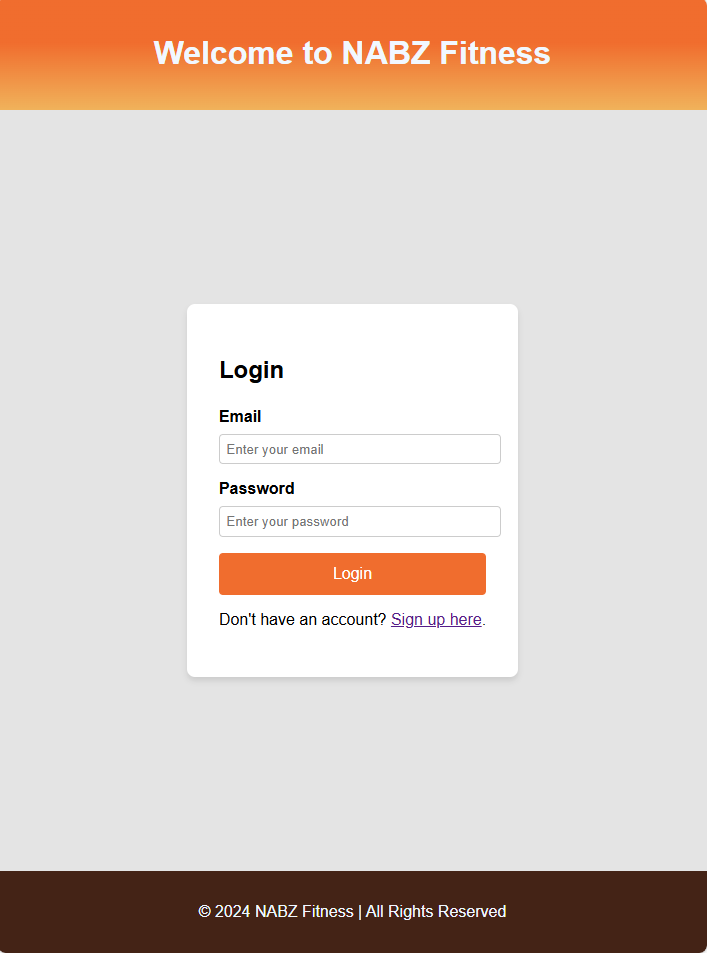 Welcome to NABZ Fitness
Login
Email
Enter your email
Password
Enter your password
Login
Don't have an account? Sign up here.
© 2024 NABZ Fitness | All Rights Reserved